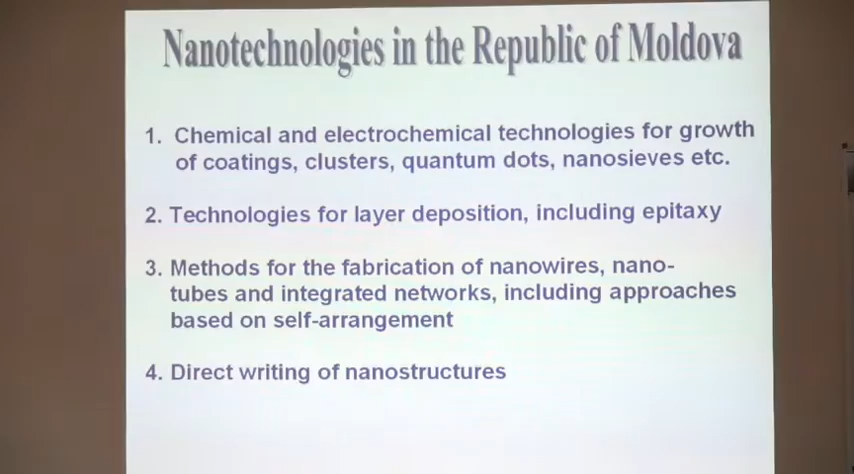 Nanotechnologies in the Republic of Moldova
1. Chemical and electrochemical technologies for growth
of coatings, clusters, quantum dots, nanosieves etc.
2. Technologies for layer deposition, including epitaxy
3. Methods for the fabrication of nanowires, nano-
tubes and integrated networks, including approaches
based on self-arrangement
4. Direct writing of nanostructures